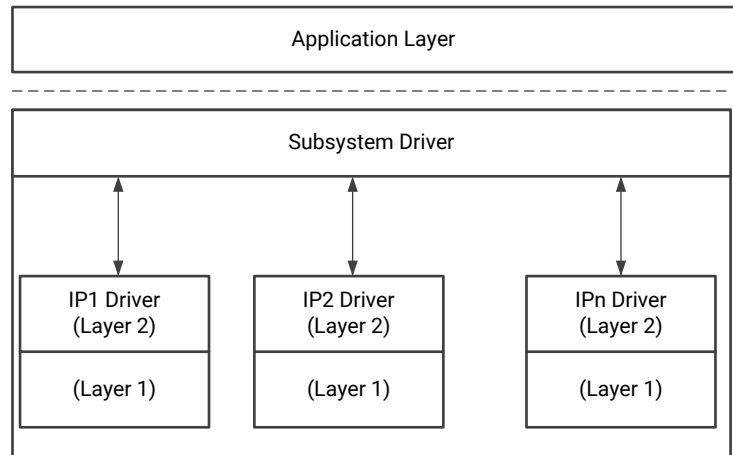 Application Layer
Subsystem Driver
IP1 Driver
(Layer 2)
(Layer 1)
IP2 Driver
(Layer 2)
(Layer 1)
IPn Driver
(Layer 2)
(Layer 1)